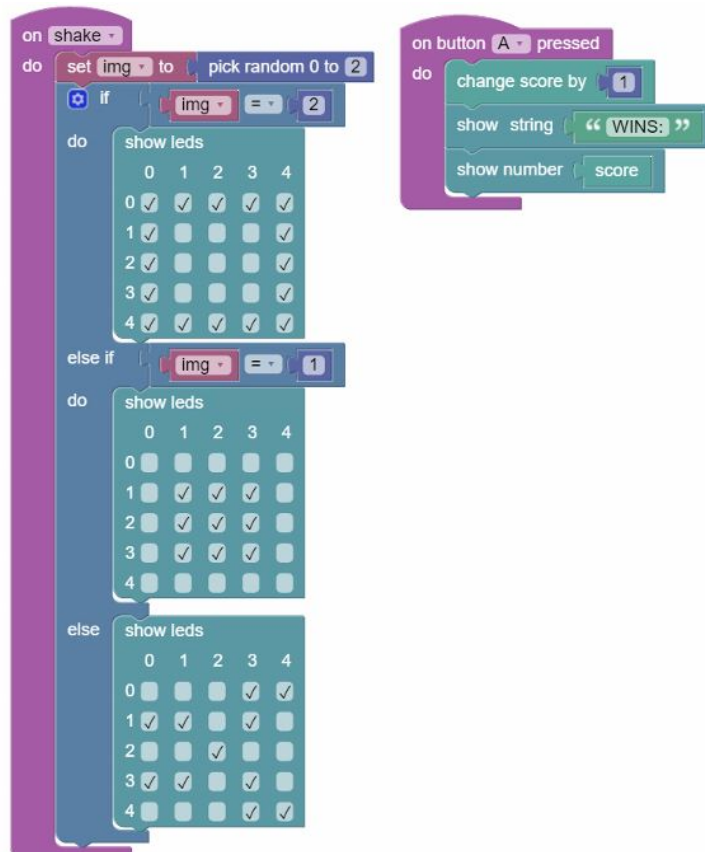 on shake
do set img to pick random 0 to 2
if img = 2
do show leds
0 1 2 3 4
0
1
2
3
4
else if img = 1
do show leds
0 1 2 3 4
0
1
2
3
4
else show leds
0 1 2 3 4
0
1
2
3
4
on button A pressed
do change score by 1
show string “ WINS: ”
show number score